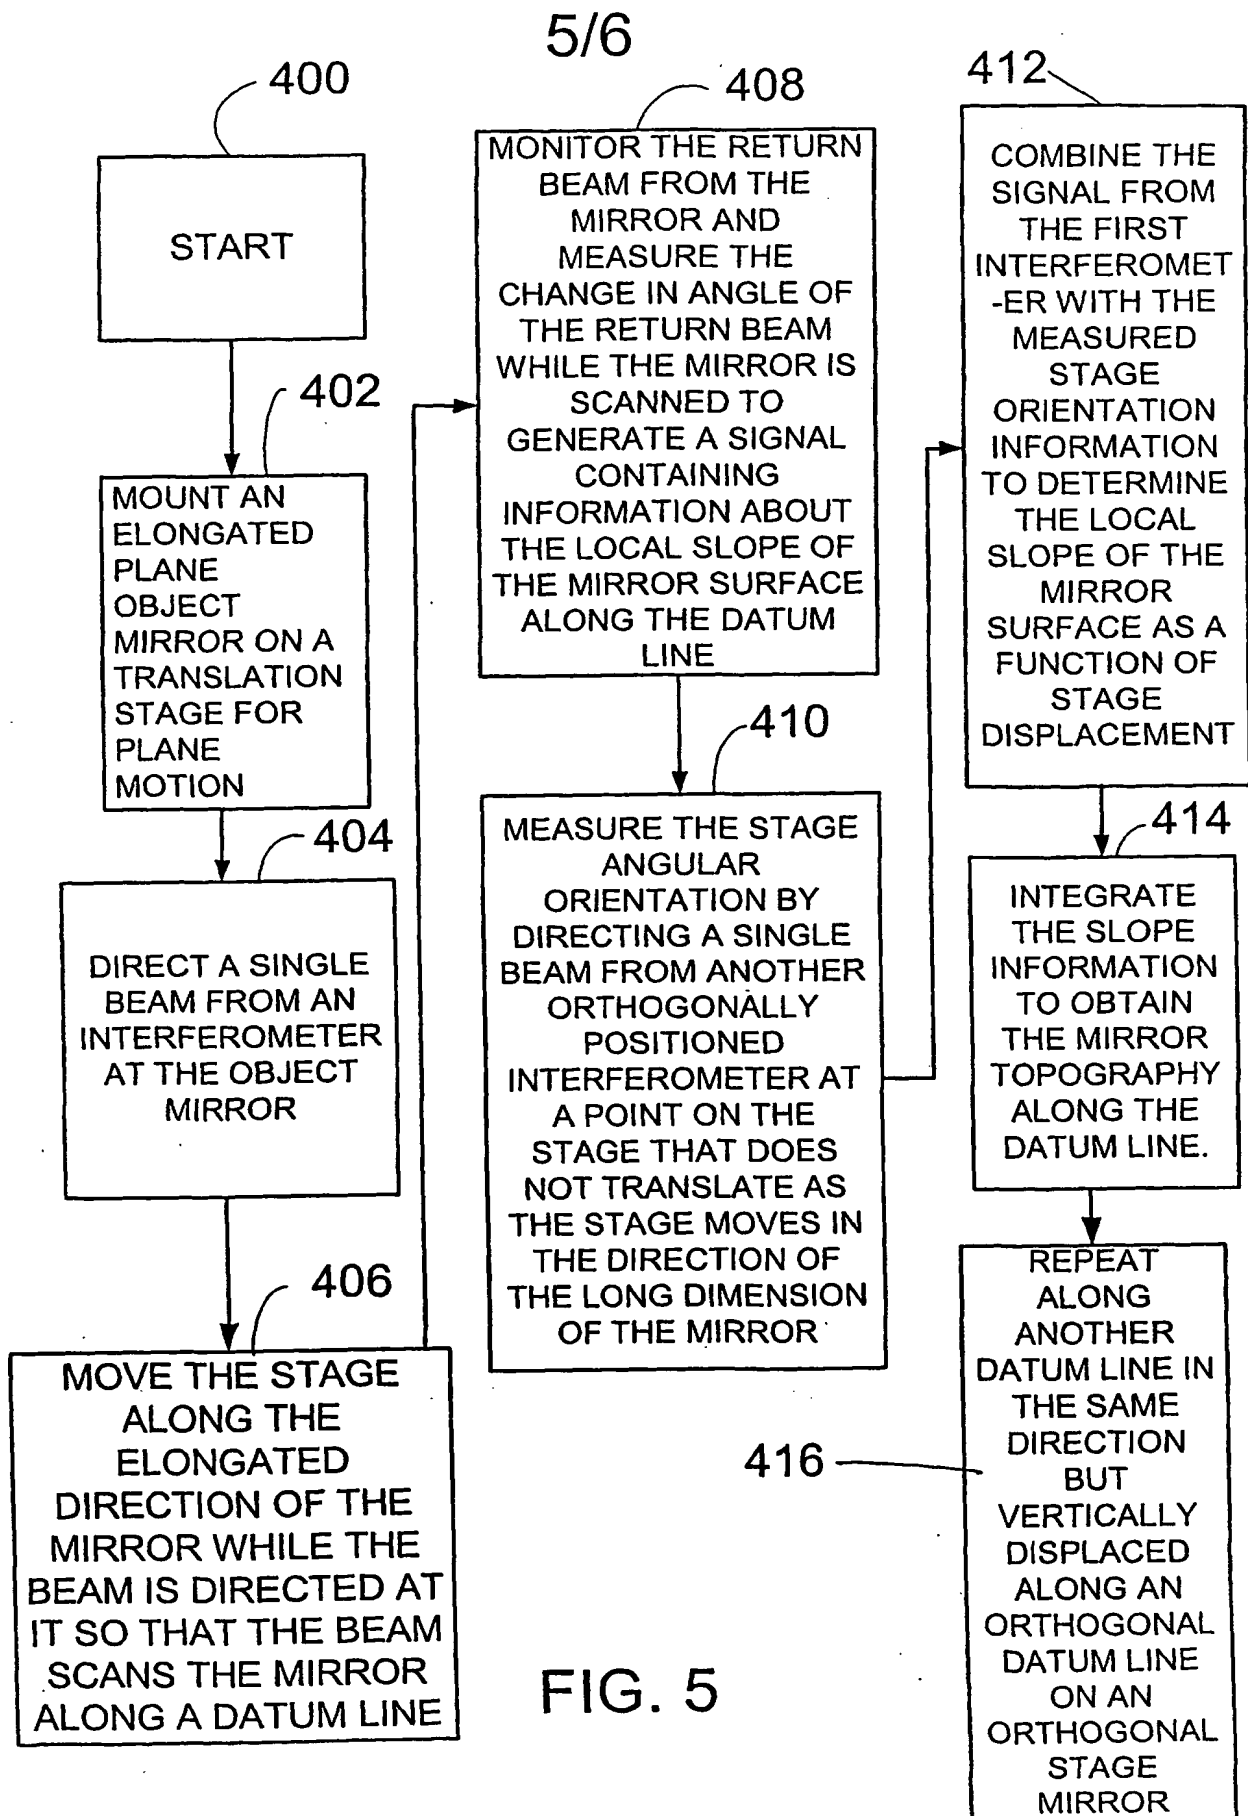 5/6
400
START
402
MOUNT AN
ELONGATED
PLANE
OBJECT
MIRROR ON A
TRANSLATION
STAGE FOR
PLANE
MOTION
404
DIRECT A SINGLE
BEAM FROM AN
INTERFEROMETER
AT THE OBJECT
MIRROR
406
MOVE THE STAGE
ALONG THE
ELONGATED
DIRECTION OF THE
MIRROR WHILE THE
BEAM IS DIRECTED AT
IT SO THAT THE BEAM
SCANS THE MIRROR
ALONG A DATUM LINE
408
MONITOR THE RETURN
BEAM FROM THE
MIRROR AND
MEASURE THE
CHANGE IN ANGLE OF
THE RETURN BEAM
WHILE THE MIRROR IS
SCANNED TO
GENERATE A SIGNAL
CONTAINING
INFORMATION ABOUT
THE LOCAL SLOPE OF
THE MIRROR SURFACE
ALONG THE DATUM
LINE
410
MEASURE THE STAGE
ANGULAR
ORIENTATION BY
DIRECTING A SINGLE
BEAM FROM ANOTHER
ORTHOGONALLY
POSITIONED
INTERFEROMETER AT
A POINT ON THE
STAGE THAT DOES
NOT TRANSLATE AS
THE STAGE MOVES IN
THE DIRECTION OF
THE LONG DIMENSION
OF THE MIRROR
412
COMBINE THE
SIGNAL FROM
THE FIRST
INTERFEROMET
-ER WITH THE
MEASURED
STAGE
ORIENTATION
INFORMATION
TO DETERMINE
THE LOCAL
SLOPE OF THE
MIRROR
SURFACE AS A
FUNCTION OF
STAGE
DISPLACEMENT
414
INTEGRATE
THE SLOPE
INFORMATION
TO OBTAIN
THE MIRROR
TOPOGRAPHY
ALONG THE
DATUM LINE.
416
REPEAT
ALONG
ANOTHER
DATUM LINE IN
THE SAME
DIRECTION
BUT
VERTICALLY
DISPLACED
ALONG AN
ORTHOGONAL
DATUM LINE
ON AN
ORTHOGONAL
STAGE
MIRROR
FIG. 5